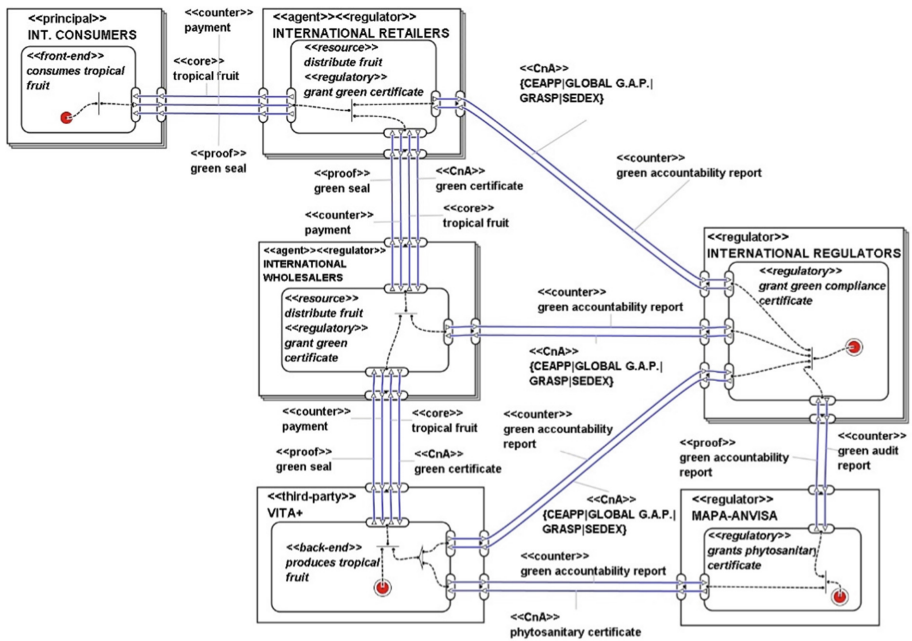 <<principal>>
INT. CONSUMERS
<<front-end>>
consumes tropical
fruit
<<counter>>
payment
<<core>>
tropical fruit
<<proof>>
green seal
<<agent>><<regulator>>
INTERNATIONAL RETAILERS
<<resource>>
distribute fruit
<<regulatory>>
grant green certificate
<<CnA>>
{CEAPP|GLOBAL G.A.P.|
GRASP|SEDEX}
<<counter>>
green accountability report
<<proof>>
green seal
<<CnA>>
green certificate
<<counter>>
payment
<<core>>
tropical fruit
<<agent>><<regulator>>
INTERNATIONAL
WHOLESALERS
<<resource>>
distribute fruit
<<regulatory>>
grant green
certificate
<<counter>>
green accountability report
<<CnA>>
{CEAPP|GLOBAL G.A.P.|
GRASP|SEDEX}
<<regulator>>
INTERNATIONAL REGULATORS
<<regulatory>>
grant green compliance
certificate
<<counter>>
payment
<<core>>
tropical fruit
<<proof>>
green seal
<<CnA>>
green certificate
<<counter>>
green accountability
report
<<CnA>>
{CEAPP|GLOBAL G.A.P.|
GRASP|SEDEX}
<<proof>>
green accountability
report
<<counter>>
green audit
report
<<third-party>>
VITA+
<<back-end>>
produces tropical
fruit
<<counter>>
green accountability report
<<CnA>>
phytosanitary certificate
<<regulator>>
MAPA-ANVISA
<<regulatory>>
grants phytosanitary
certificate